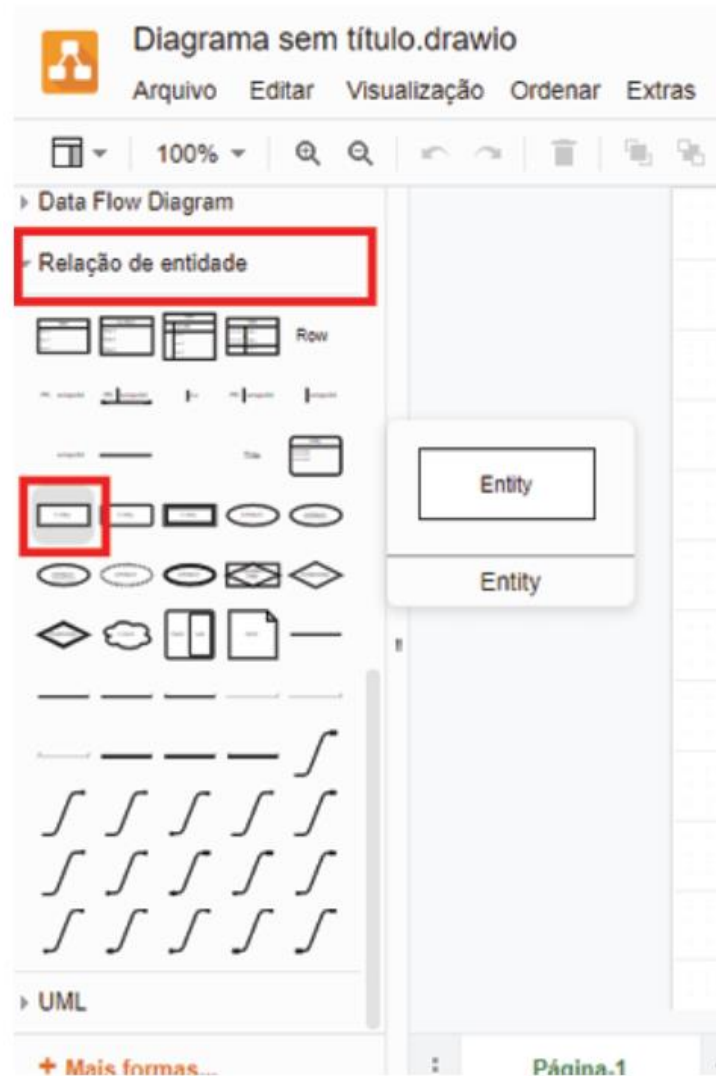 Diagrama sem título.drawio
Arquivo Editar Visualização Ordenar Extras
100%
Data Flow Diagram
Relação de entidade
Row
Title
Entity
Entity
UML
+ Mais formas...
Página-1